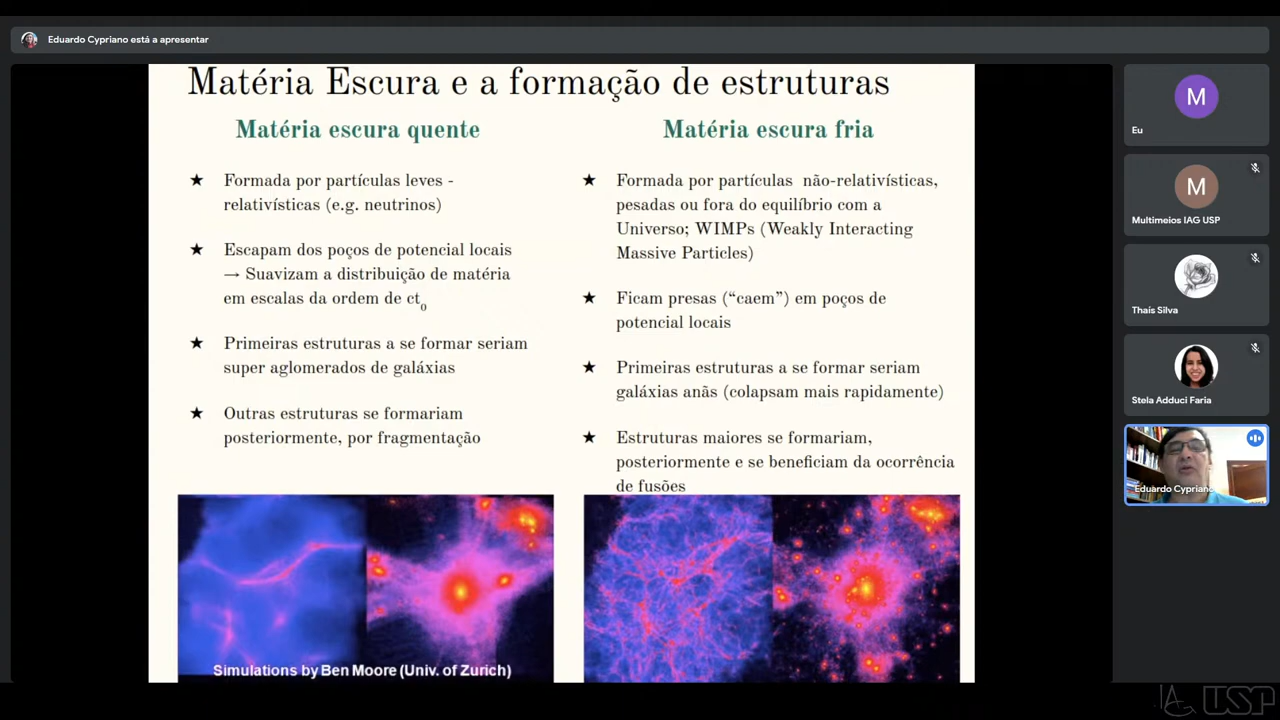 Eduardo Cypriano está a apresentar
Matéria Escura e a formação de estruturas
Matéria escura quente
★ Formada por partículas leves -
relativísticas (e.g. neutrinos)
★ Escapam dos poços de potencial locais
→ Suavizam a distribuição de matéria
em escalas da ordem de ct₀
★ Primeiras estruturas a se formar seriam
super aglomerados de galáxias
★ Outras estruturas se formariam
posteriormente, por fragmentação
Simulations by Ben Moore (Univ. of Zurich)
Matéria escura fria
★ Formada por partículas não-relativísticas,
pesadas ou fora do equilíbrio com a
Universo; WIMPs (Weakly Interacting
Massive Particles)
★ Ficam presas (“caem”) em poços de
potencial locais
★ Primeiras estruturas a se formar seriam
galáxias anãs (colapsam mais rapidamente)
★ Estruturas maiores se formariam,
posteriormente e se beneficiam da ocorrência
de fusões
M
Eu
M
Multimeios IAG USP
Thaís Silva
Stela Adduci Faria
Eduardo Cypriano
USP